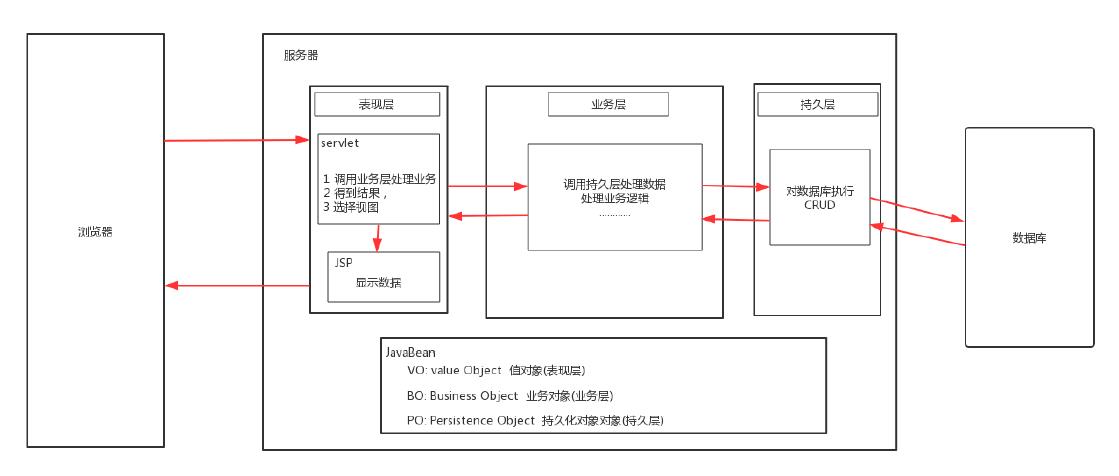 服务器
表现层
业务层
持久层
servlet
1 调用业务层处理业务
2 得到结果，
3 选择视图
调用持久层处理数据
处理业务逻辑
............
对数据库执行
CRUD
浏览器
数据库
JSP
显示数据
JavaBean
VO: value Object 值对象(表现层)
BO: Business Object 业务对象(业务层)
PO: Persistence Object 持久化对象对象(持久层)